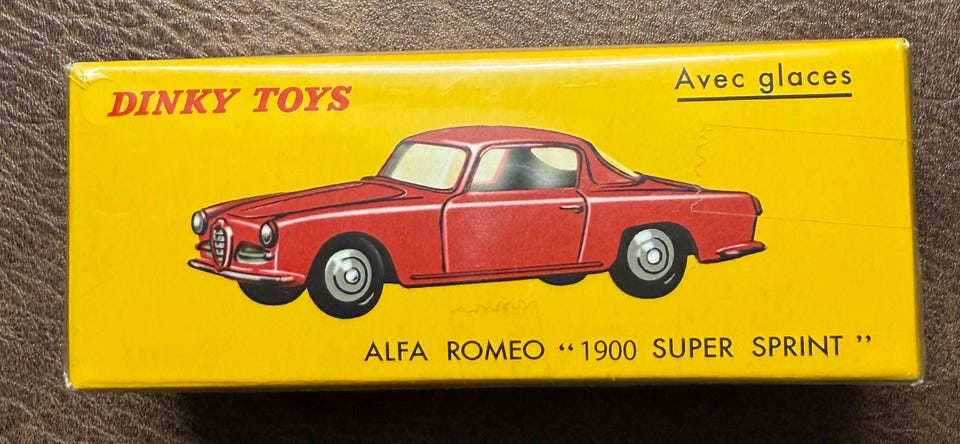 DINKY TOYS
Avec glaces
ALFA ROMEO “1900 SUPER SPRINT”